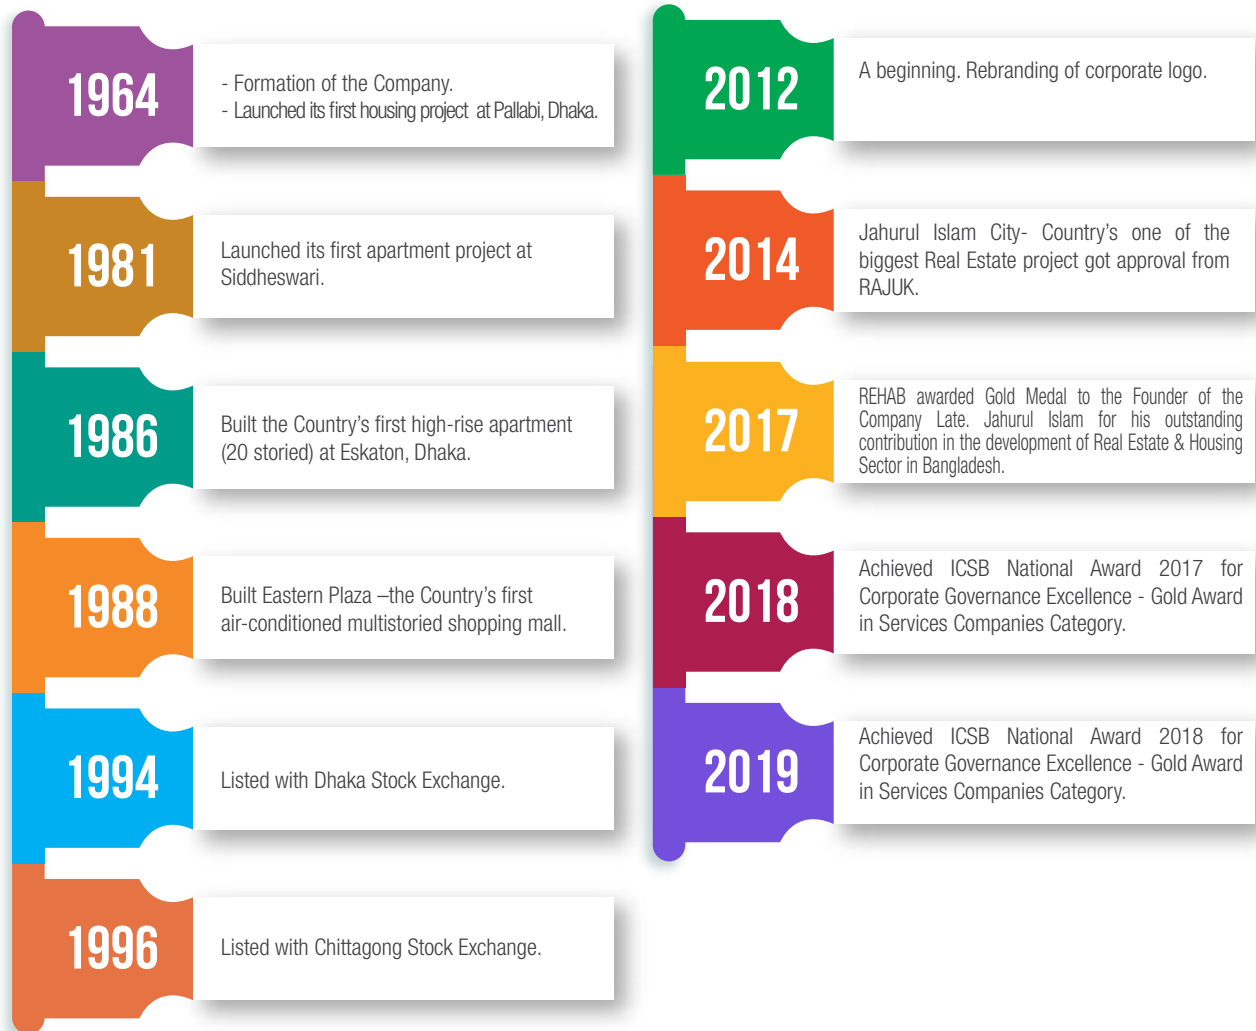 1964
- Formation of the Company.
- Launched its first housing project at Pallabi, Dhaka.
1981
Launched its first apartment project at
Siddheswari.
1986
Built the Country’s first high-rise apartment
(20 storied) at Eskaton, Dhaka.
1988
Built Eastern Plaza –the Country’s first
air-conditioned multistoried shopping mall.
1994
Listed with Dhaka Stock Exchange.
1996
Listed with Chittagong Stock Exchange.
2012
A beginning. Rebranding of corporate logo.
2014
Jahurul Islam City- Country’s one of the
biggest Real Estate project got approval from
RAJUK.
2017
REHAB awarded Gold Medal to the Founder of the
Company Late. Jahurul Islam for his outstanding
contribution in the development of Real Estate & Housing
Sector in Bangladesh.
2018
Achieved ICSB National Award 2017 for
Corporate Governance Excellence - Gold Award
in Services Companies Category.
2019
Achieved ICSB National Award 2018 for
Corporate Governance Excellence - Gold Award
in Services Companies Category.